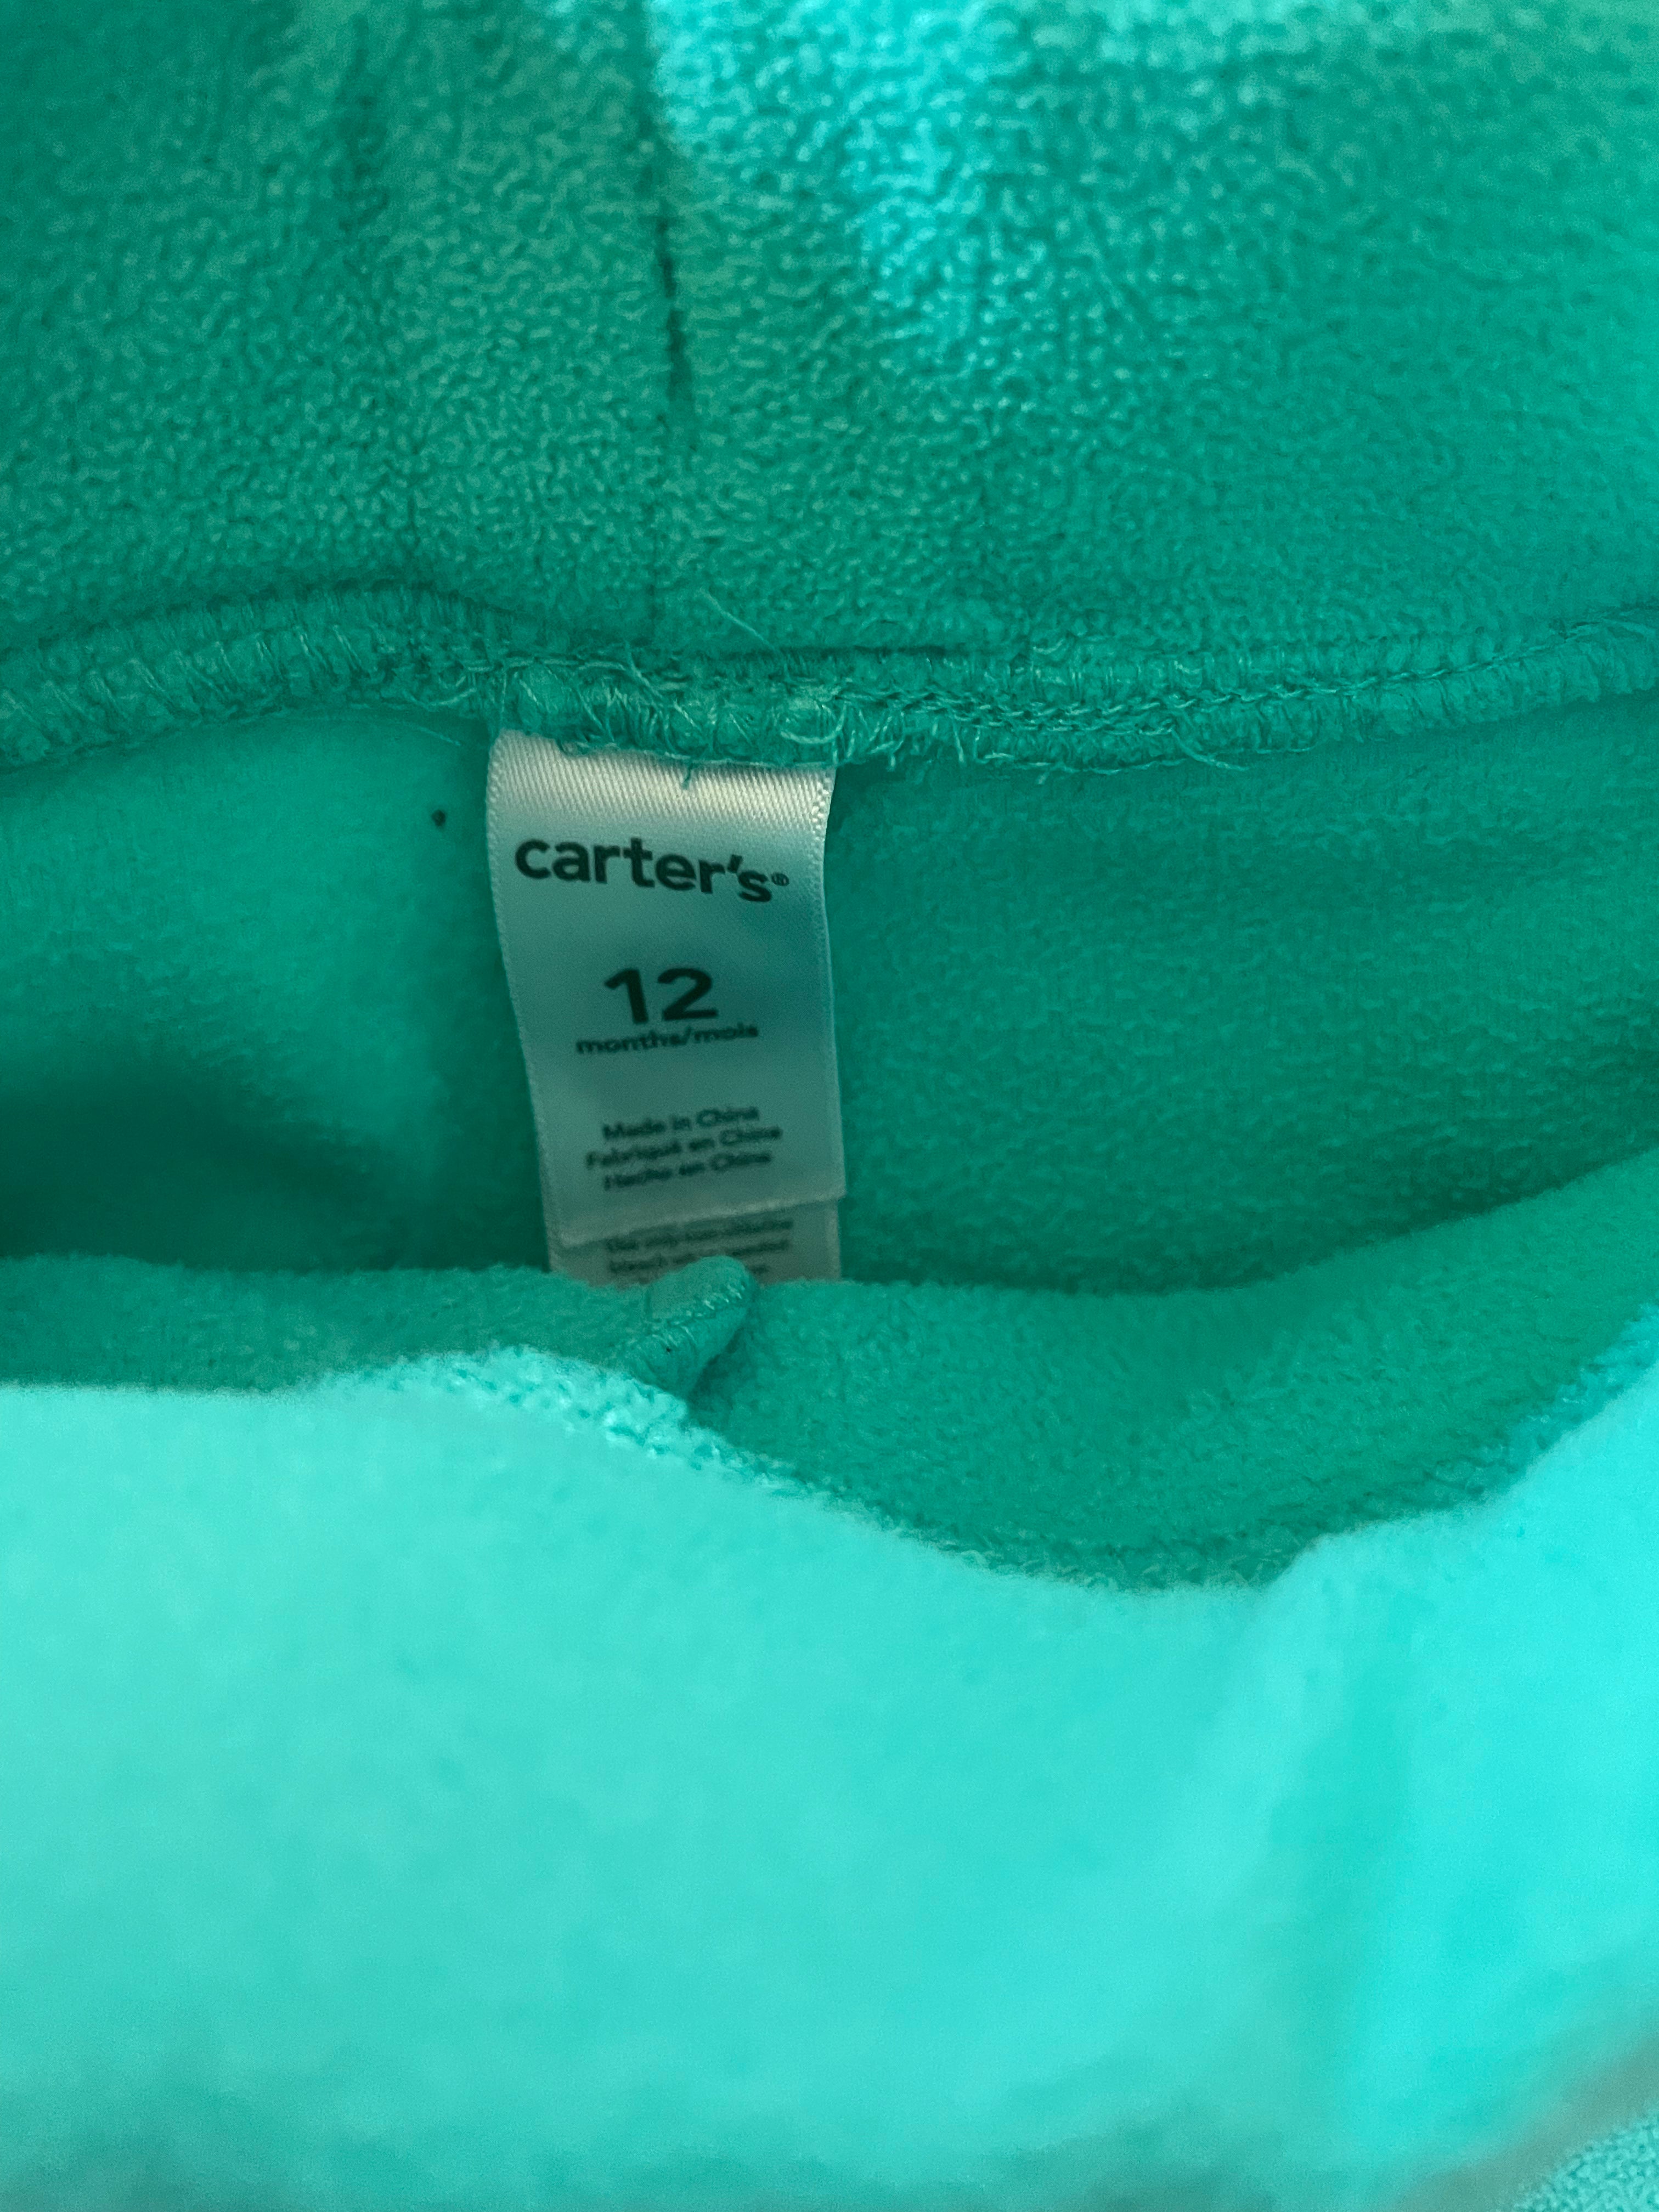 carter's®
12
months/mois
Made in China
Fabriqué en Chine
Hecho en China